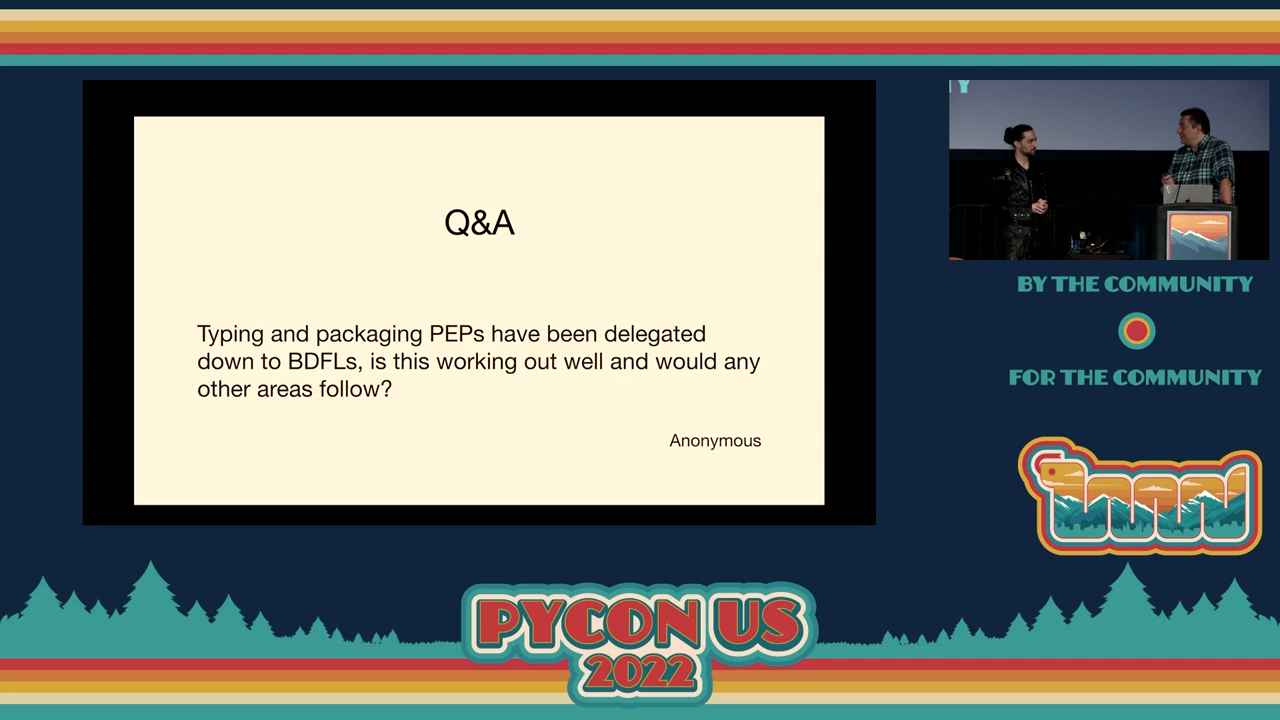 Y
Q&A
Typing and packaging PEPs have been delegated
down to BDFLs, is this working out well and would any
other areas follow?
Anonymous
BY THE COMMUNITY
FOR THE COMMUNITY
PYCON US
2022